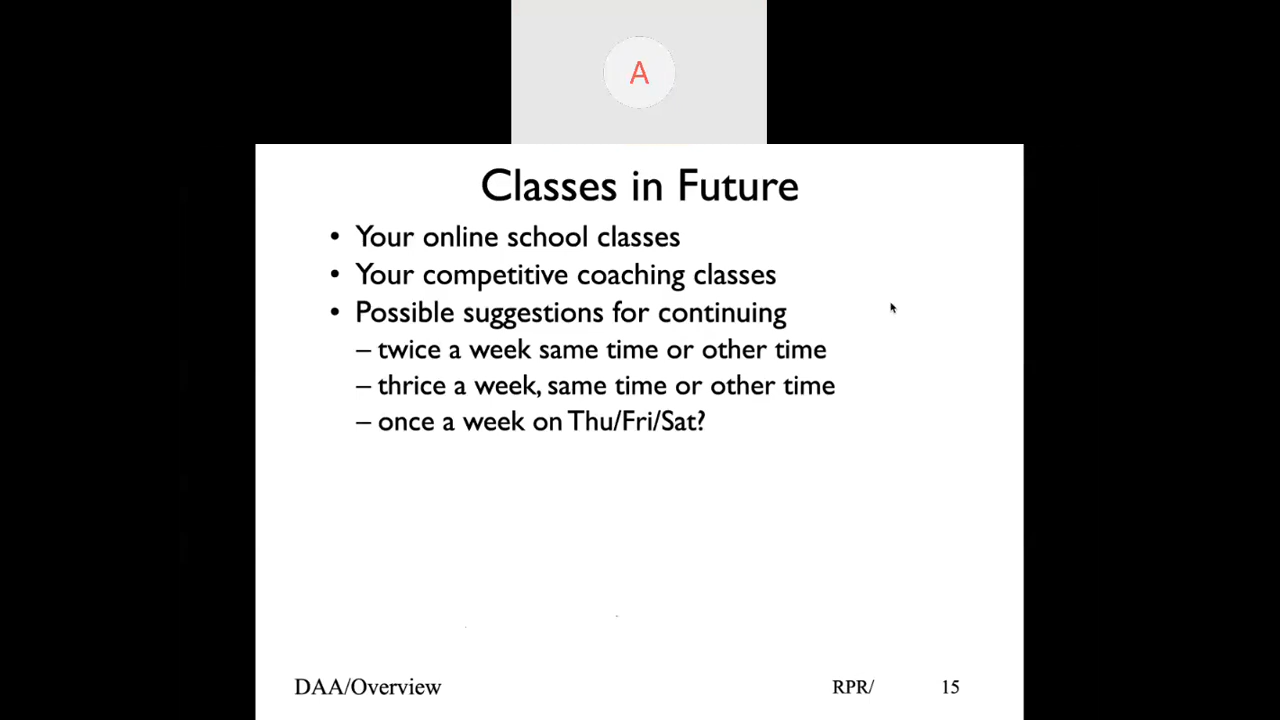 A
Classes in Future
• Your online school classes
• Your competitive coaching classes
• Possible suggestions for continuing
– twice a week same time or other time
– thrice a week, same time or other time
– once a week on Thu/Fri/Sat?
DAA/Overview RPR/ 15